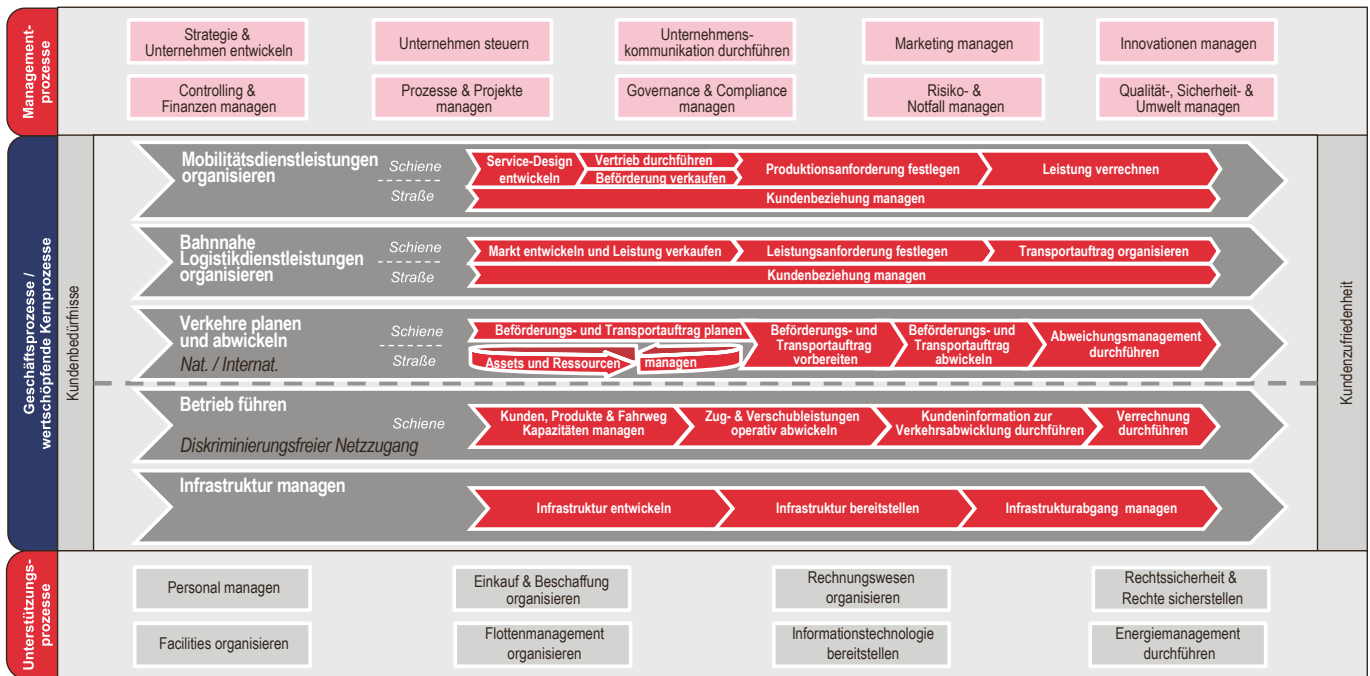 Management-
prozesse
Strategie &
Unternehmen entwickeln
Unternehmen steuern
Unternehmens-
kommunikation durchführen
Marketing managen
Innovationen managen
Controlling &
Finanzen managen
Prozesse & Projekte
managen
Governance & Compliance
managen
Risiko- &
Notfall managen
Qualität-, Sicherheit- &
Umwelt managen
Geschäftsprozesse /
wertschöpfende Kernprozesse
Kundenbedürfnisse
Mobilitätsdienstleistungen
organisieren
Schiene
Straße
Service-Design
entwickeln
Vertrieb durchführen
Beförderung verkaufen
Produktionsanforderung festlegen
Leistung verrechnen
Kundenbeziehung managen
Bahnnahe
Logistikdienstleistungen
organisieren
Schiene
Straße
Markt entwickeln und Leistung verkaufen
Leistungsanforderung festlegen
Transportauftrag organisieren
Kundenbeziehung managen
Verkehre planen
und abwickeln
Nat. / Internat.
Schiene
Straße
Beförderungs- und Transportauftrag planen
Assets und Ressourcen
managen
Beförderungs- und
Transportauftrag
vorbereiten
Beförderungs- und
Transportauftrag
abwickeln
Abweichungsmanagement
durchführen
Betrieb führen
Diskriminierungsfreier Netzzugang
Schiene
Kunden, Produkte & Fahrweg
Kapazitäten managen
Zug- & Verschubleistungen
operativ abwickeln
Kundeninformation zur
Verkehrsabwicklung durchführen
Verrechnung
durchführen
Infrastruktur managen
Infrastruktur entwickeln
Infrastruktur bereitstellen
Infrastrukturabgang managen
Kundenzufriedenheit
Unterstützungs-
prozesse
Personal managen
Einkauf & Beschaffung
organisieren
Rechnungswesen
organisieren
Rechtssicherheit &
Rechte sicherstellen
Facilities organisieren
Flottenmanagement
organisieren
Informationstechnologie
bereitstellen
Energiemanagement
durchführen